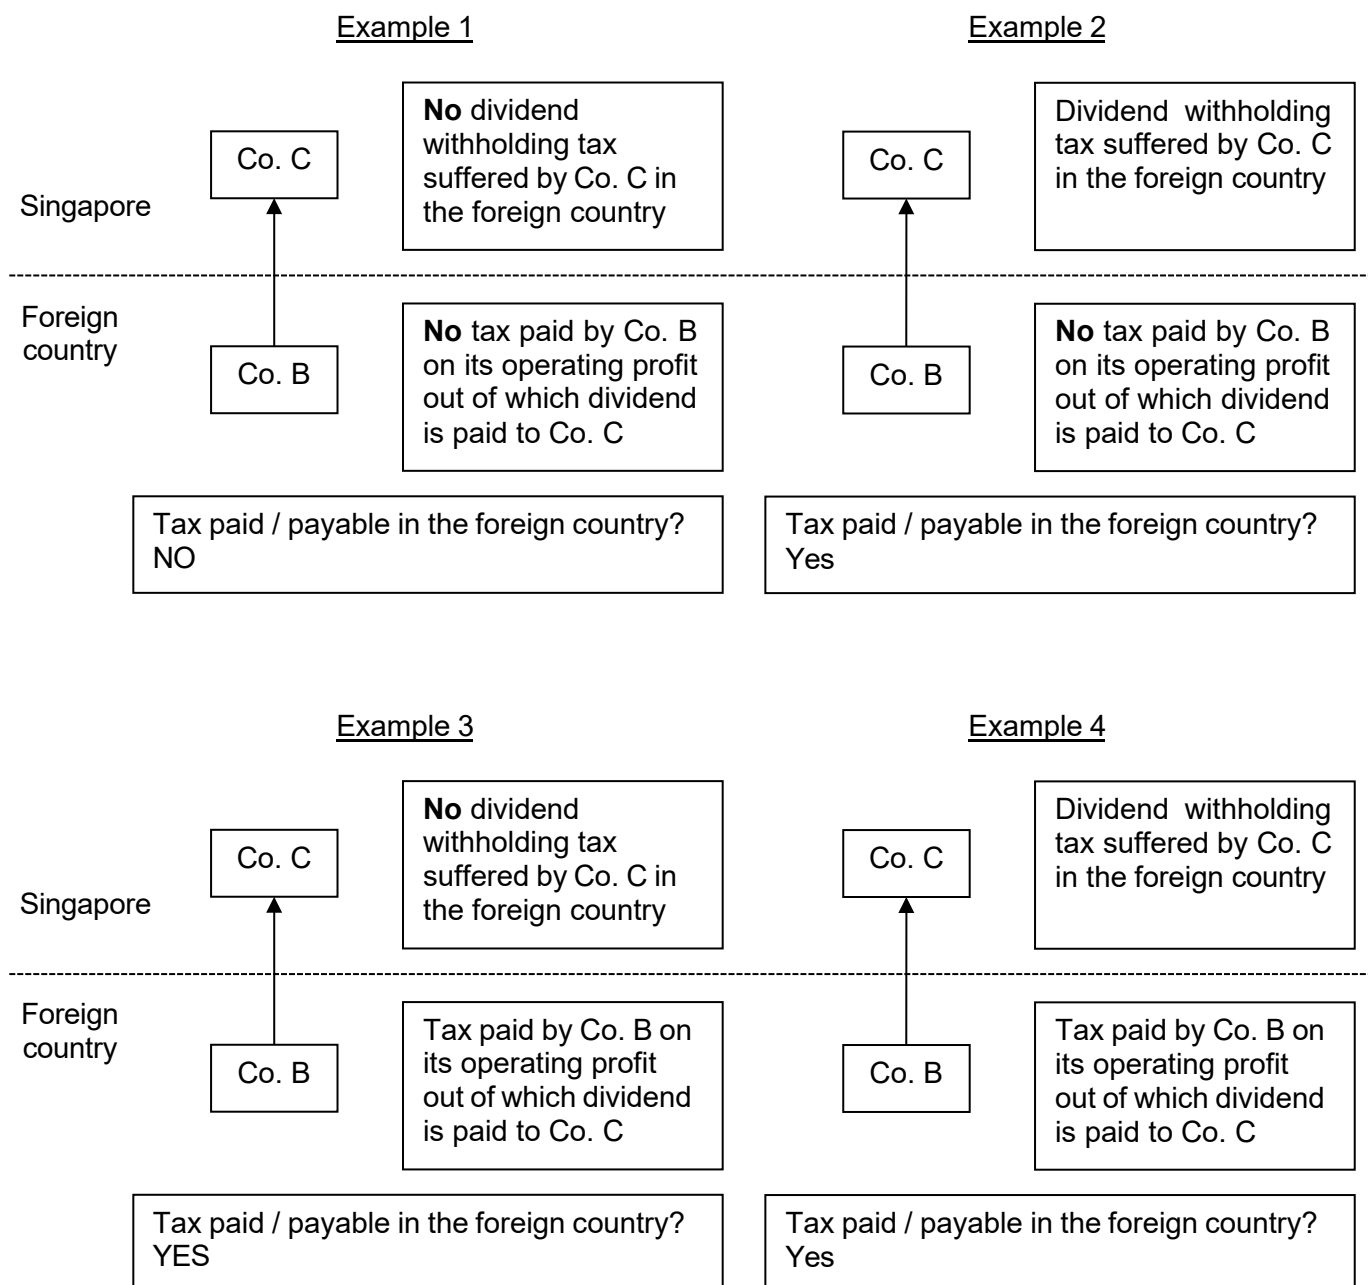 Example 1
Co. C
No dividend
withholding tax
suffered by Co. C in
the foreign country
Singapore
Foreign
country
Co. B
No tax paid by Co. B
on its operating profit
out of which dividend
is paid to Co. C
Tax paid / payable in the foreign country?
NO
Example 2
Co. C
Dividend withholding
tax suffered by Co. C
in the foreign country
Co. B
No tax paid by Co. B
on its operating profit
out of which dividend
is paid to Co. C
Tax paid / payable in the foreign country?
Yes
Example 3
Co. C
No dividend
withholding tax
suffered by Co. C in
the foreign country
Singapore
Foreign
country
Co. B
Tax paid by Co. B on
its operating profit
out of which dividend
is paid to Co. C
Tax paid / payable in the foreign country?
YES
Example 4
Co. C
Dividend withholding
tax suffered by Co. C
in the foreign country
Co. B
Tax paid by Co. B on
its operating profit
out of which dividend
is paid to Co. C
Tax paid / payable in the foreign country?
Yes